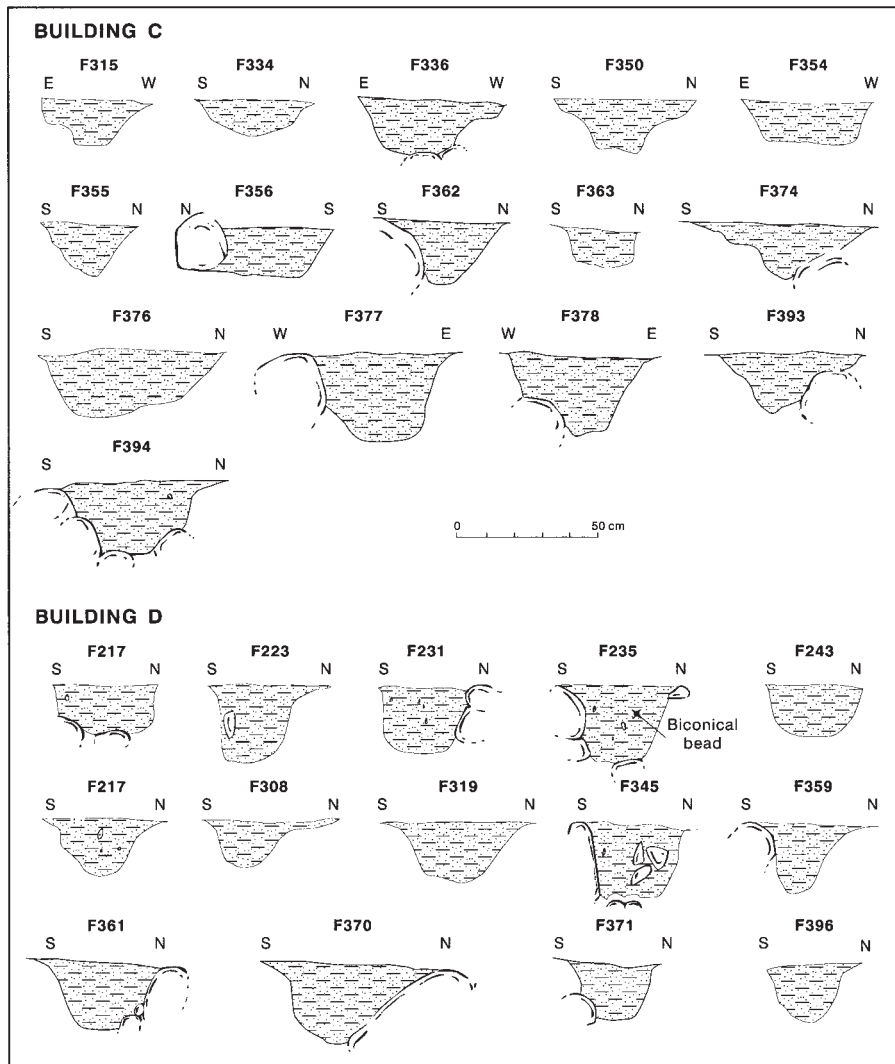 BUILDING C
F315 F334 F336 F350 F354
E W S N E W S N E W
F355 F356 F362 F363 F374
S N N S S N S N S N
F376 F377 F378 F393
S N W E W E S N
F394
S N
0 50 cm
BUILDING D
F217 F223 F231 F235 F243
S N S N S N S N S N
Biconical
bead
F217 F308 F319 F345 F359
S N S N S N S N S N
F361 F370 F371 F396
S N S N S N S N